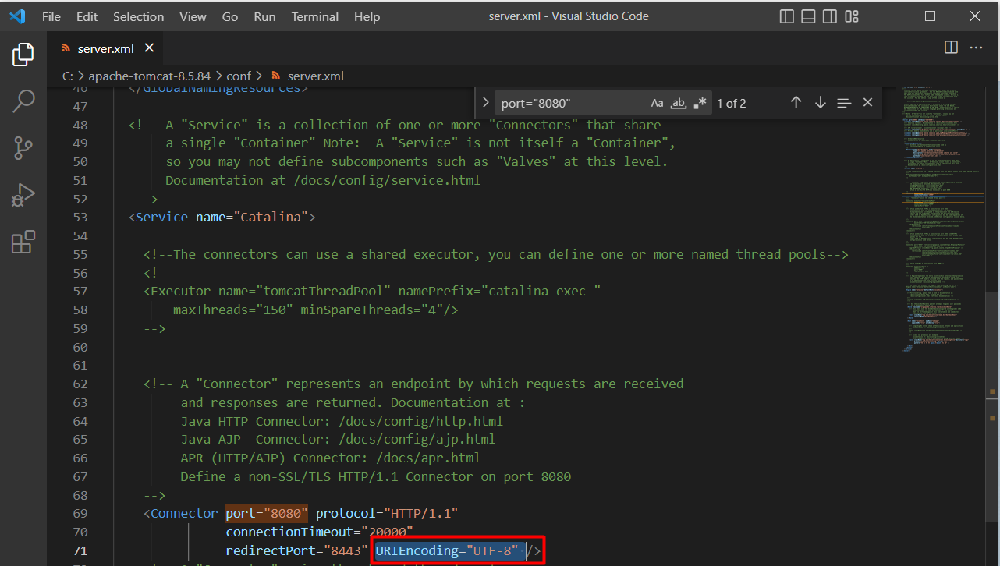 File Edit Selection View Go Run Terminal Help
server.xml - Visual Studio Code
server.xml
C: > apache-tomcat-8.5.84 > conf > server.xml
port="8080" Aa ab 1 of 2
46 </GlobalNamingResources>
47
48 <!-- A "Service" is a collection of one or more "Connectors" that share
49 a single "Container" Note:  A "Service" is not itself a "Container",
50 so you may not define subcomponents such as "Valves" at this level.
51 Documentation at /docs/config/service.html
52 -->
53 <Service name="Catalina">
54
55 <!--The connectors can use a shared executor, you can define one or more named thread pools-->
56 <!--
57 <Executor name="tomcatThreadPool" namePrefix="catalina-exec-"
58 maxThreads="150" minSpareThreads="4"/>
59 -->
60
61
62 <!-- A "Connector" represents an endpoint by which requests are received
63 and responses are returned. Documentation at :
64 Java HTTP Connector: /docs/config/http.html
65 Java AJP  Connector: /docs/config/ajp.html
66 APR (HTTP/AJP) Connector: /docs/apr.html
67 Define a non-SSL/TLS HTTP/1.1 Connector on port 8080
68 -->
69 <Connector port="8080" protocol="HTTP/1.1"
70 connectionTimeout="20000"
71 redirectPort="8443" URIEncoding="UTF-8" />